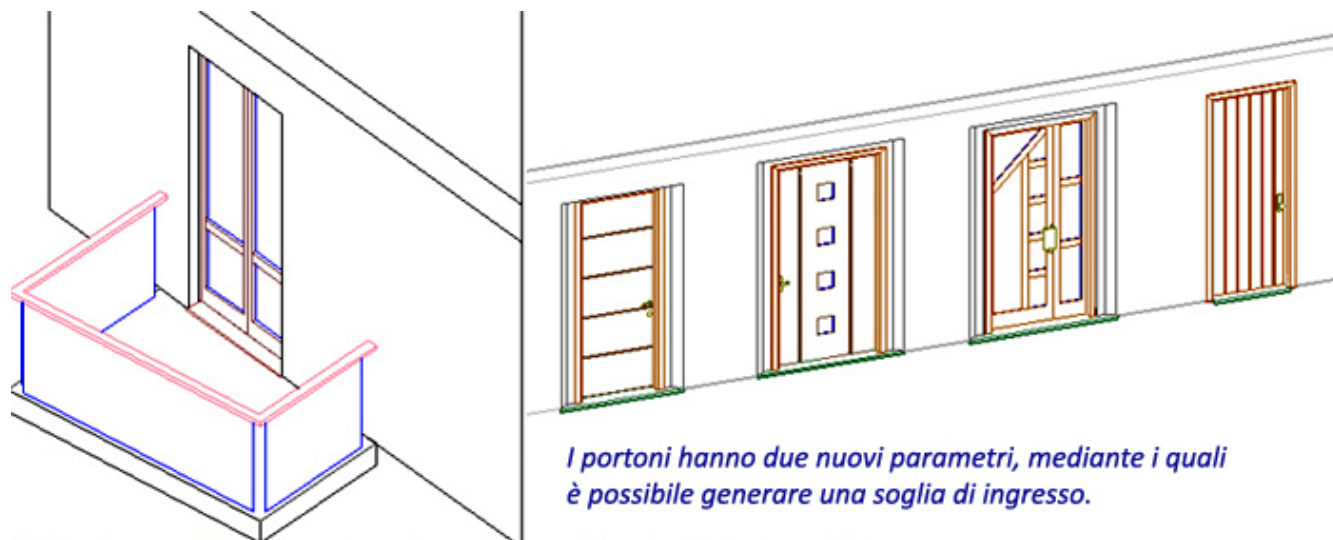 I portoni hanno due nuovi parametri, mediante i quali
è possibile generare una soglia di ingresso.